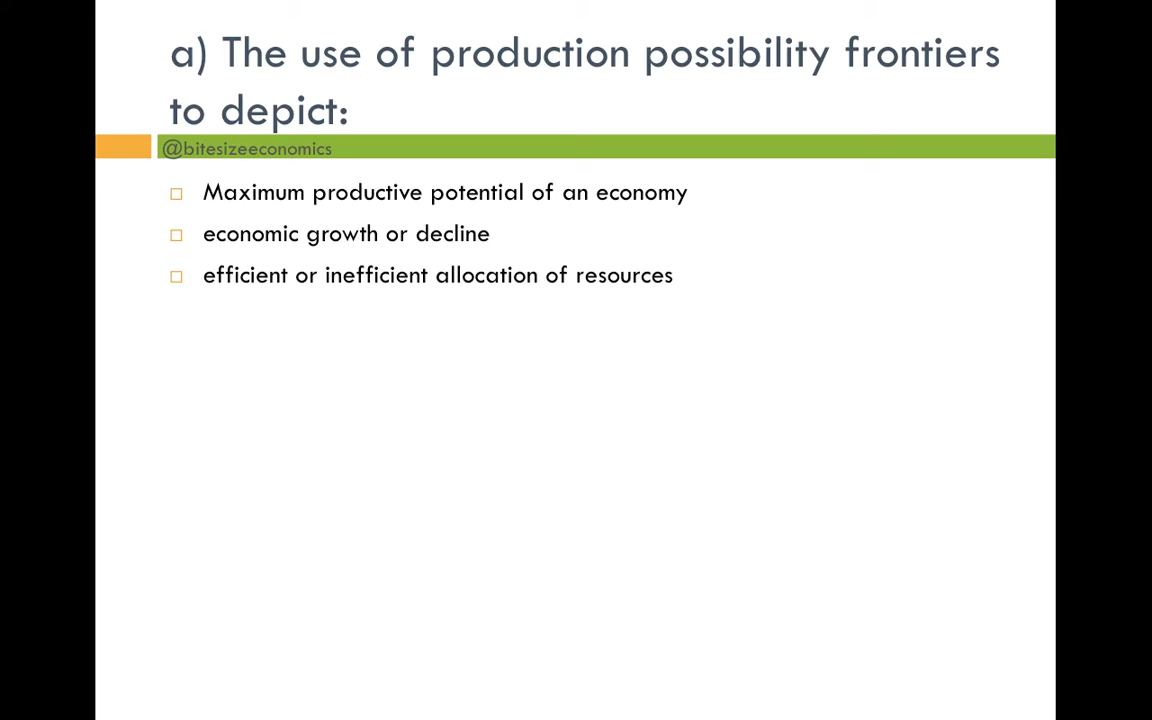 a) The use of production possibility frontiers
to depict:
@bitesizeeconomics
Maximum productive potential of an economy
economic growth or decline
efficient or inefficient allocation of resources